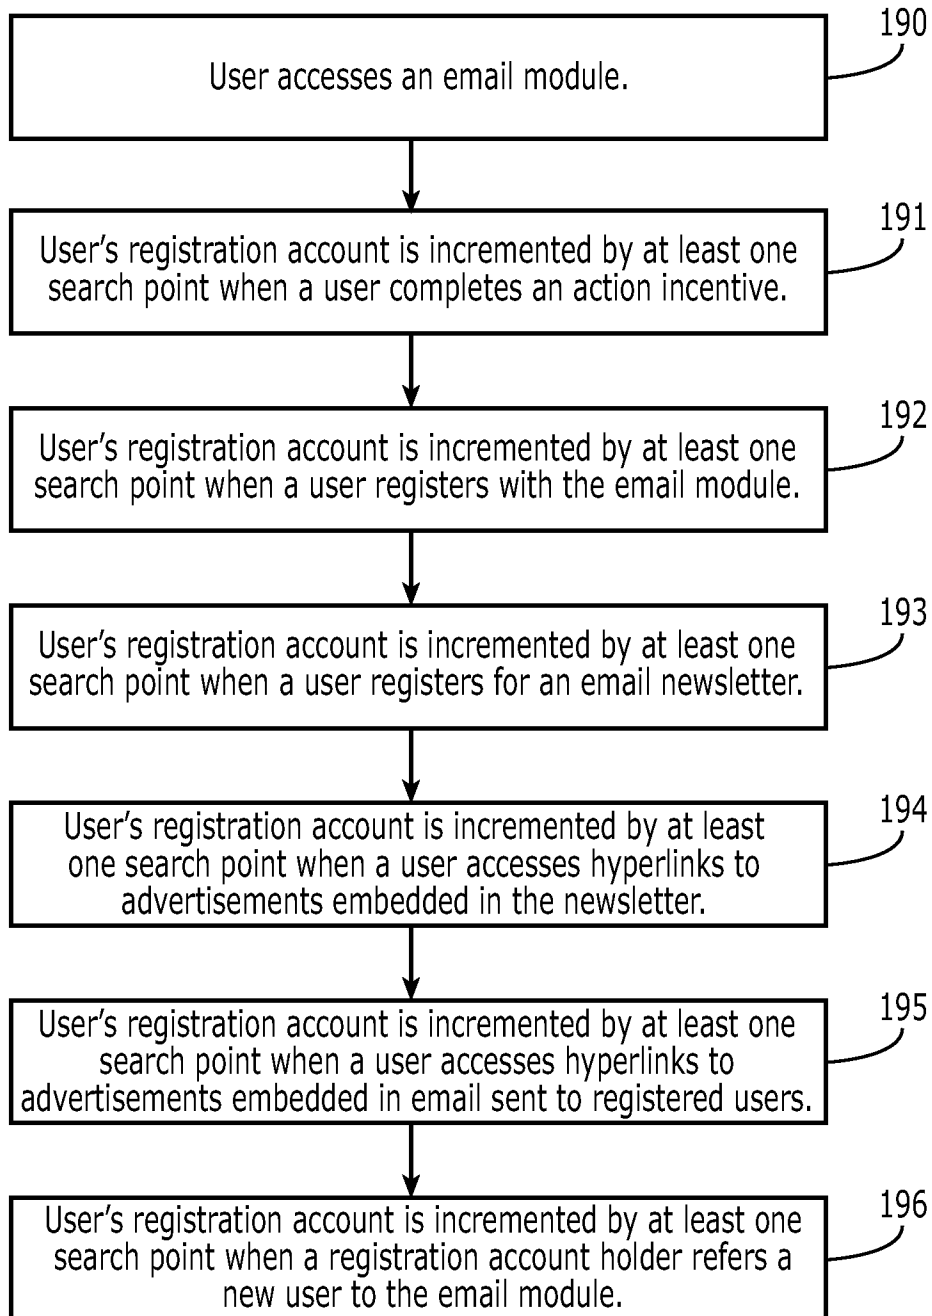 190
User accesses an email module.
191
User’s registration account is incremented by at least one
search point when a user completes an action incentive.
192
User’s registration account is incremented by at least one
search point when a user registers with the email module.
193
User’s registration account is incremented by at least one
search point when a user registers for an email newsletter.
194
User’s registration account is incremented by at least
one search point when a user accesses hyperlinks to
advertisements embedded in the newsletter.
195
User’s registration account is incremented by at least one
search point when a user accesses hyperlinks to
advertisements embedded in email sent to registered users.
196
User’s registration account is incremented by at least one
search point when a registration account holder refers a
new user to the email module.